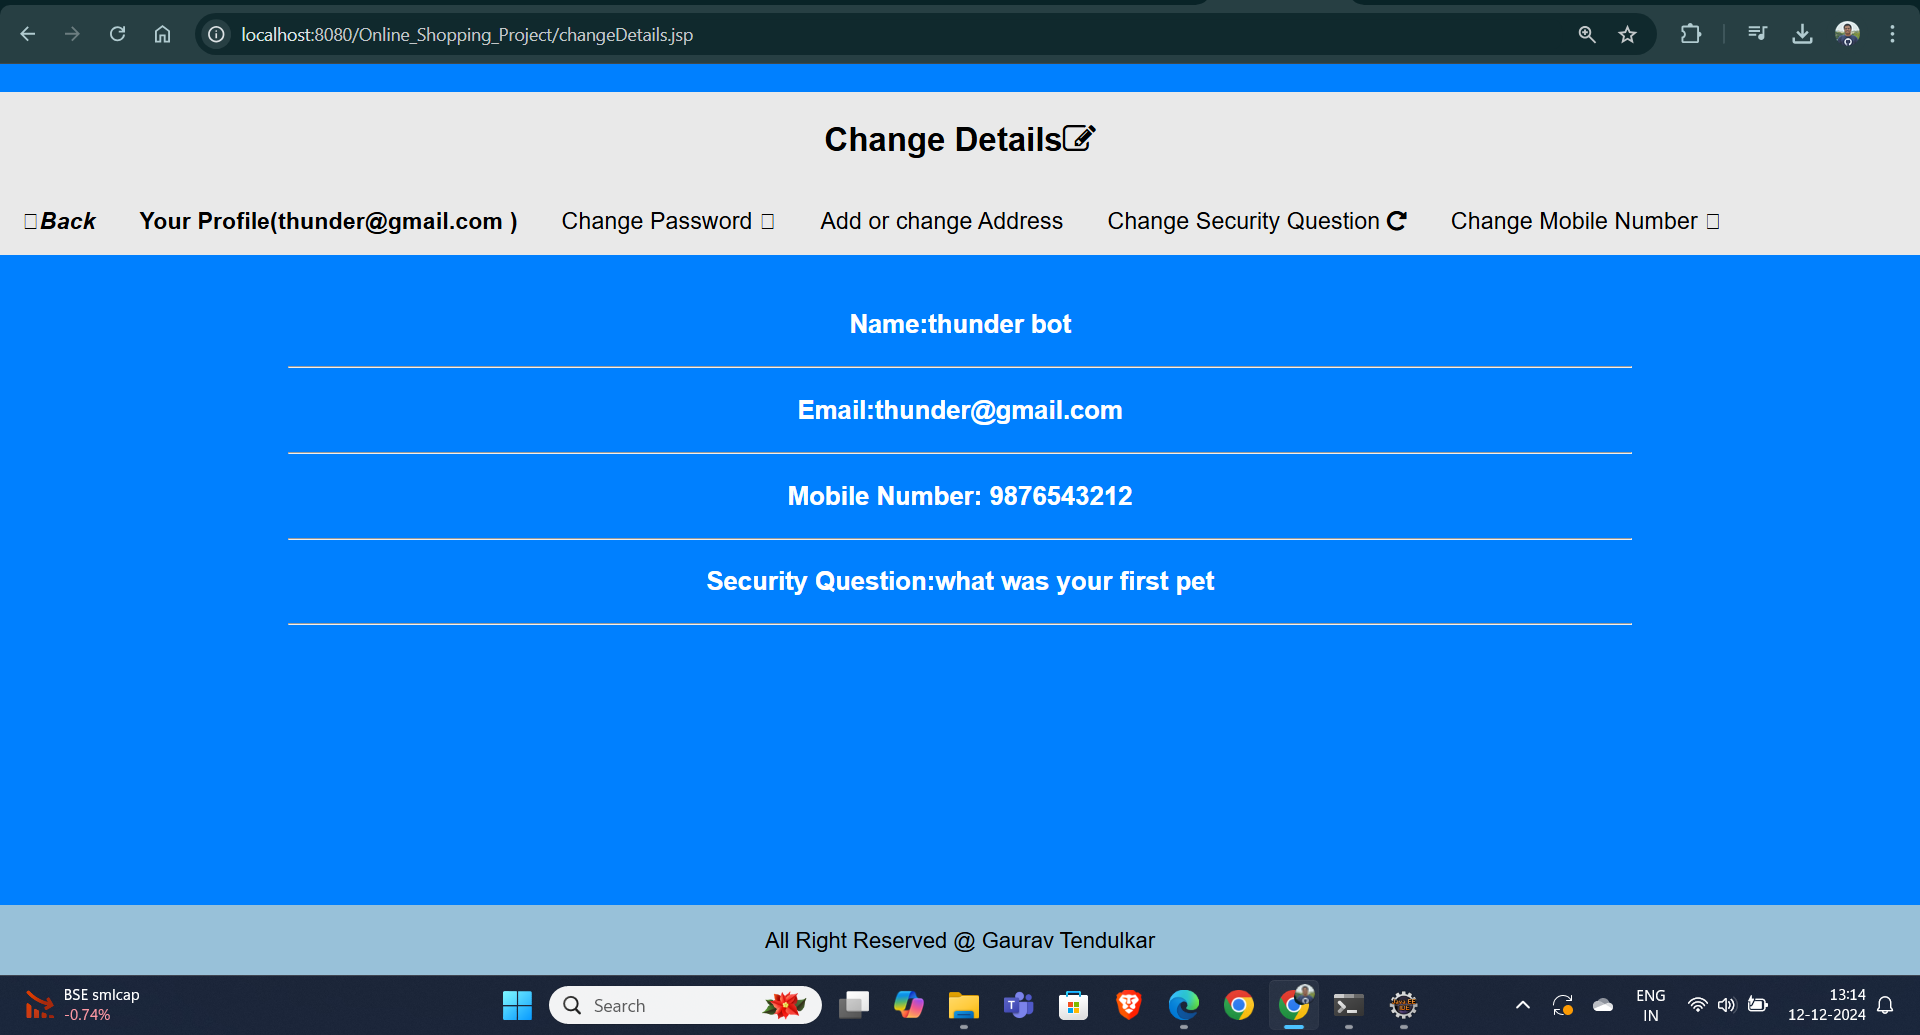 localhost:8080/Online_Shopping_Project/changeDetails.jsp
Change Details
Back Your Profile(thunder@gmail.com ) Change Password Add or change Address Change Security Question Change Mobile Number
Name:thunder bot
Email:thunder@gmail.com
Mobile Number: 9876543212
Security Question:what was your first pet
All Right Reserved @ Gaurav Tendulkar
BSE smlcap
-0.74%
Search
ENG
IN
13:14
12-12-2024